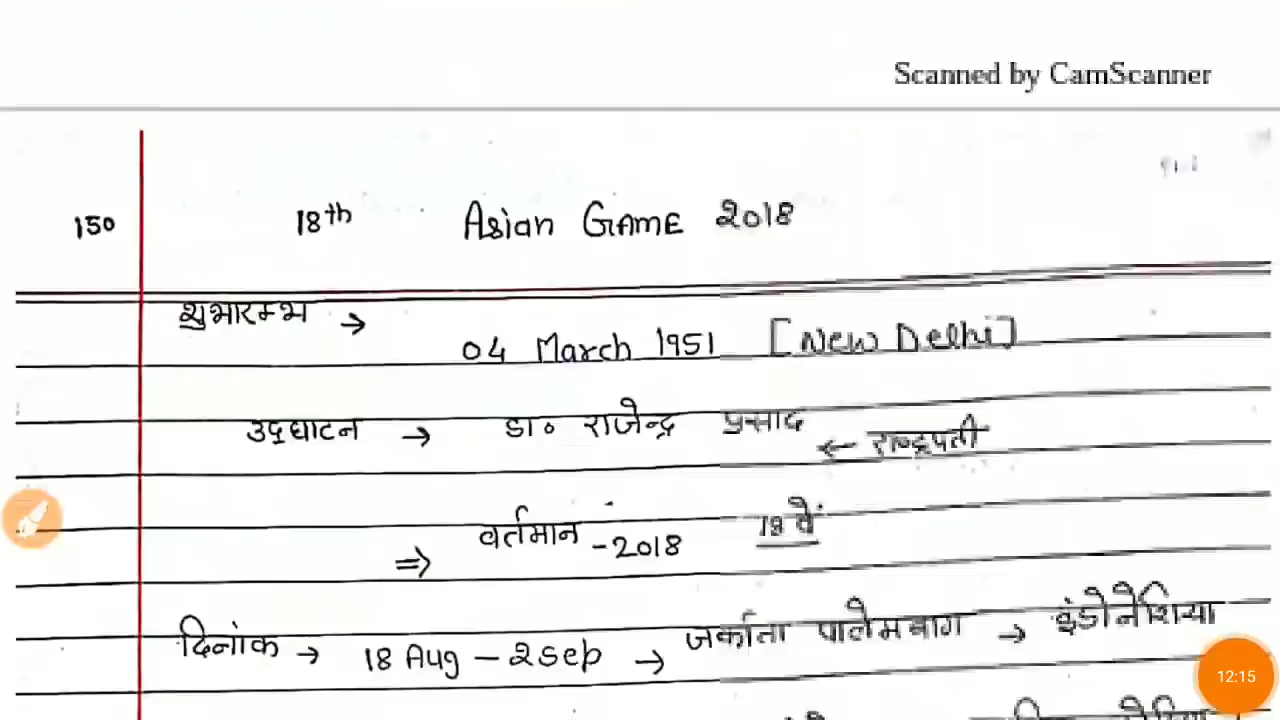 Scanned by CamScanner
150 18th Asian GAME 2018
शुभारम्भ →
04 March 1951 [New Delhi]
उद्घाटन → डा० राजेन्द्र प्रसाद
← राष्ट्रपती
⇒ वर्तमान - 2018 18 वें
दिनांक → 18 Aug - 2 Sep → जर्काता पालेमबाग → इंडोनेशिया
12:15